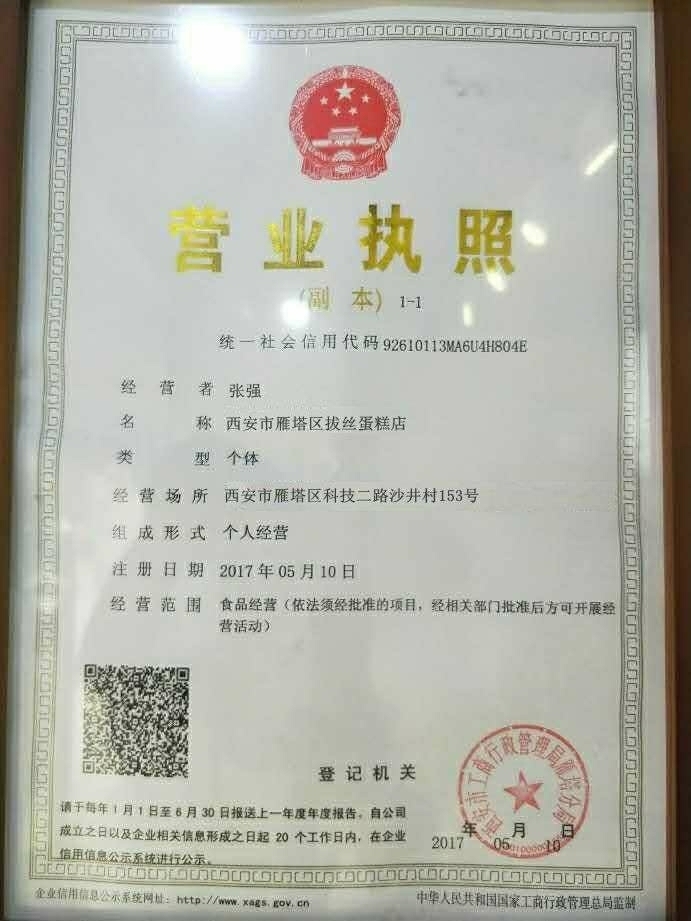 营业执照
(副 本) 1-1
统一社会信用代码 92610113MA6U4H804E
经营者 张强
名称 西安市雁塔区拔丝蛋糕店
类型 个体
经营场所 西安市雁塔区科技二路沙井村153号
组成形式 个人经营
注册日期 2017年05月10日
经营范围 食品经营（依法须经批准的项目，经相关部门批准后方可开展经
营活动）
登记机关
西安市工商行政管理局雁塔分局
2017年05月10日
请于每年1月1日至6月30日报送上一年度年度报告。自公司
成立之日以及企业相关信息形成之日起 20 个工作日内，在企业
信用信息公示系统进行公示。
企业信用信息公示系统网址：http://www.xags.gov.cn
中华人民共和国国家工商行政管理总局监制